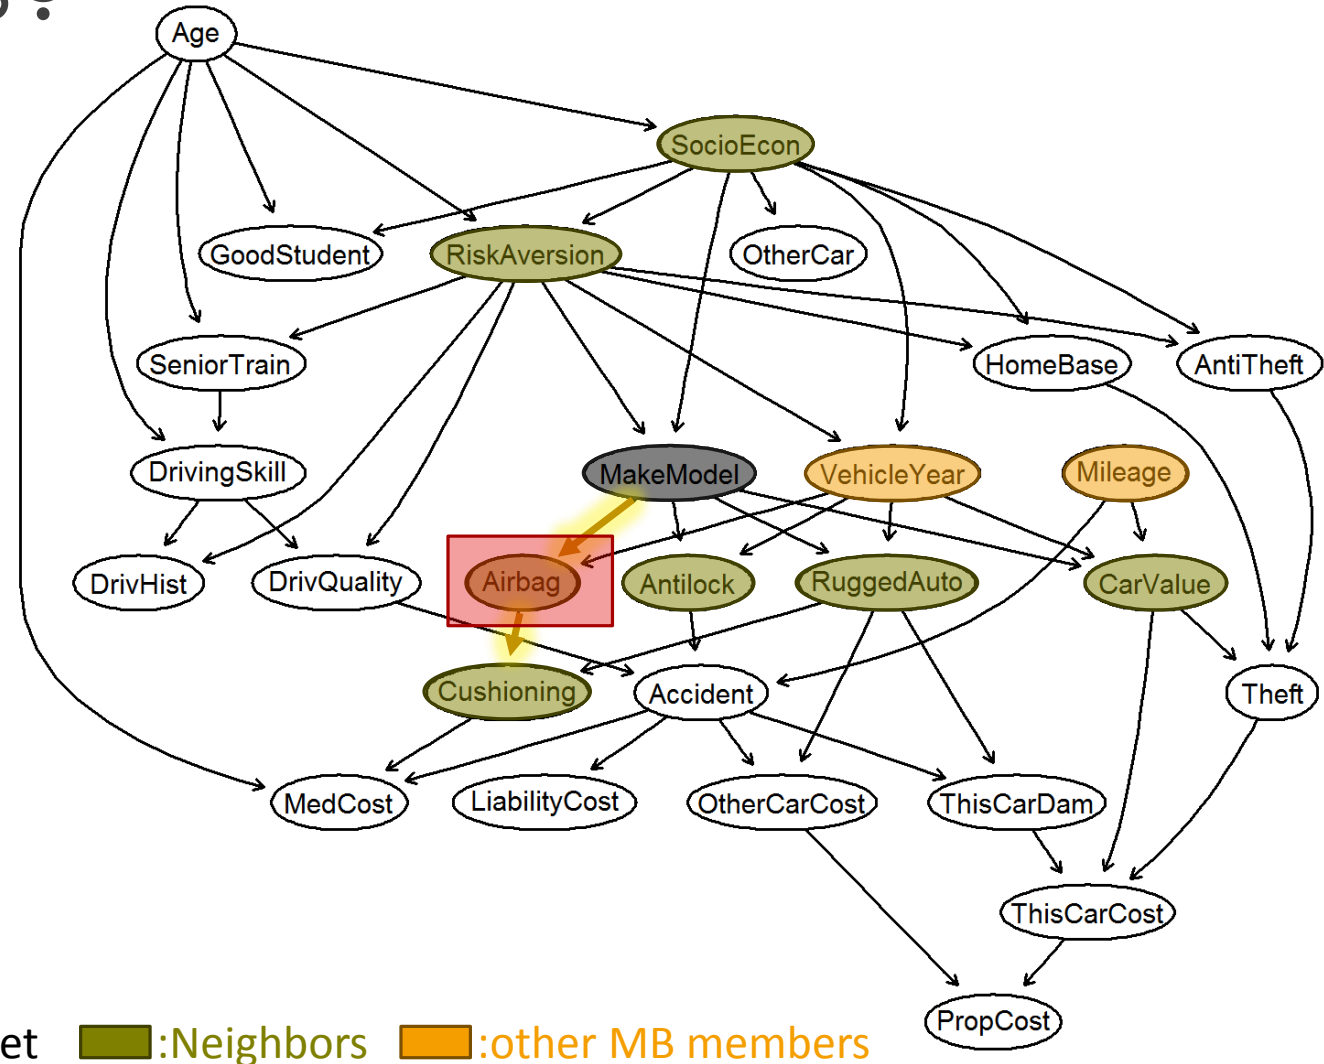 ?
Age
SocioEcon
GoodStudent
RiskAversion
OtherCar
SeniorTrain
HomeBase
AntiTheft
DrivingSkill
MakeModel
VehicleYear
Mileage
DrivHist
DrivQuality
Airbag
Antilock
RuggedAuto
CarValue
Cushioning
Accident
Theft
MedCost
LiabilityCost
OtherCarCost
ThisCarDam
ThisCarCost
PropCost
et :Neighbors :other MB members